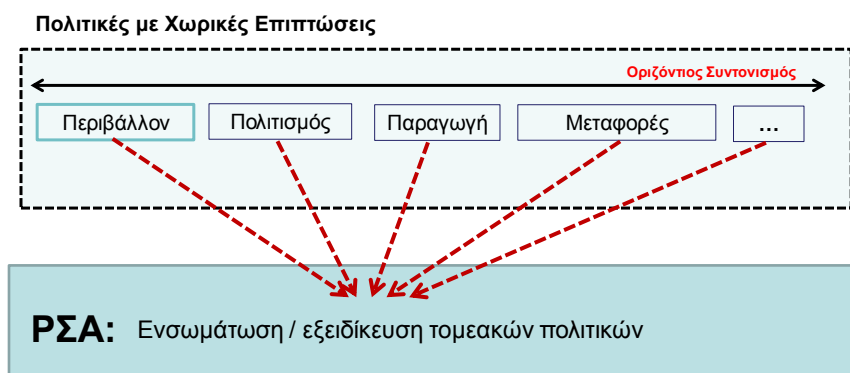 Πολιτικές με Χωρικές Επιπτώσεις
Οριζόντιος Συντονισμός
Περιβάλλον Πολιτισμός Παραγωγή Μεταφορές ...
ΡΣΑ: Ενσωμάτωση / εξειδίκευση τομεακών πολιτικών